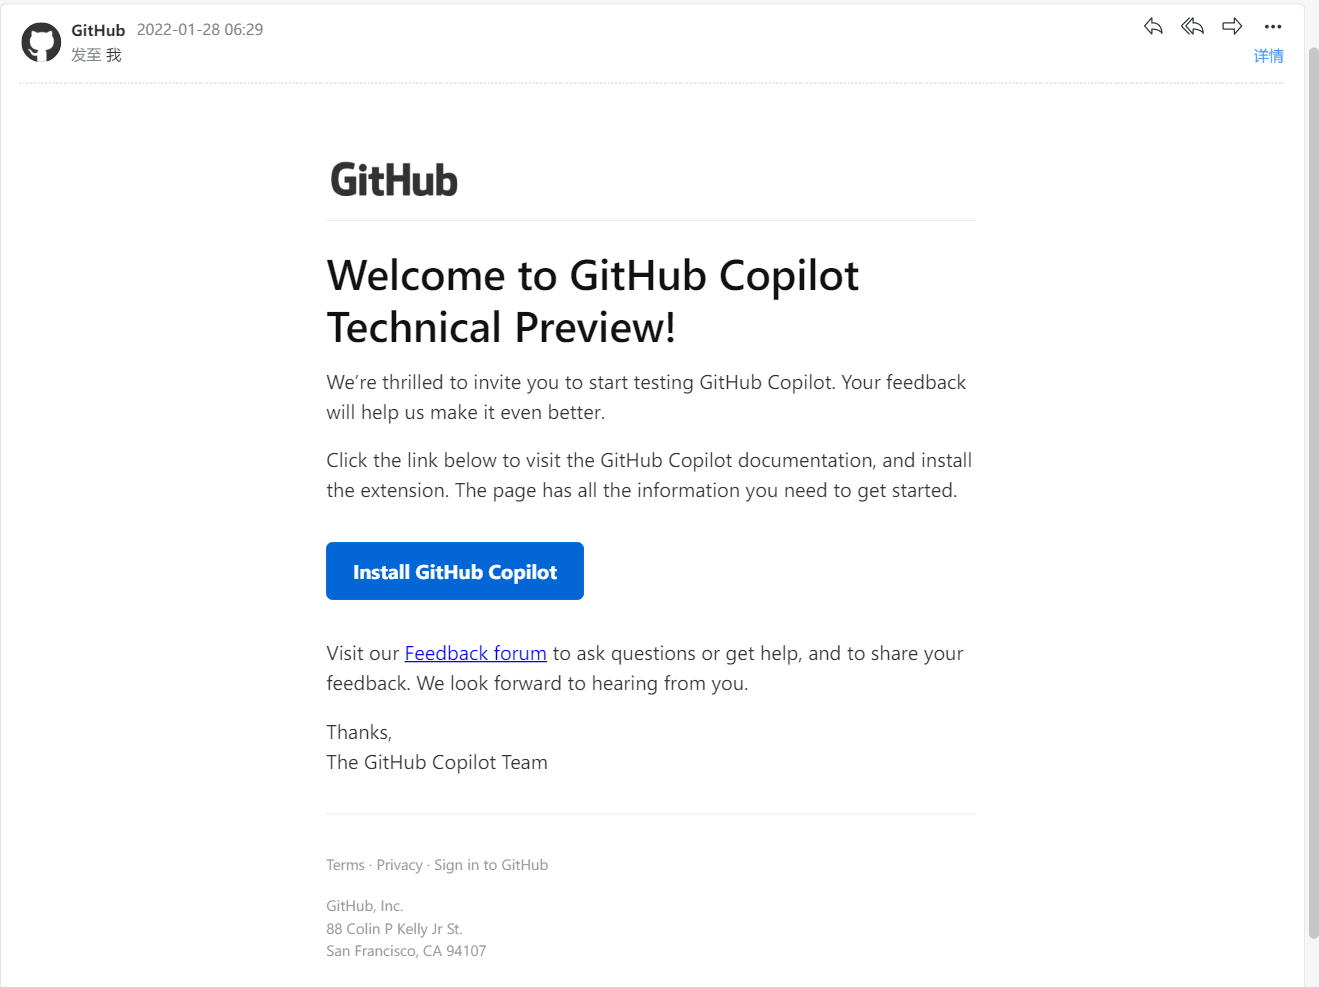 GitHub 2022-01-28 06:29
发至 我
详情
GitHub
Welcome to GitHub Copilot
Technical Preview!
We’re thrilled to invite you to start testing GitHub Copilot. Your feedback
will help us make it even better.
Click the link below to visit the GitHub Copilot documentation, and install
the extension. The page has all the information you need to get started.
Install GitHub Copilot
Visit our Feedback forum to ask questions or get help, and to share your
feedback. We look forward to hearing from you.
Thanks,
The GitHub Copilot Team
Terms · Privacy · Sign in to GitHub
GitHub, Inc.
88 Colin P Kelly Jr St.
San Francisco, CA 94107